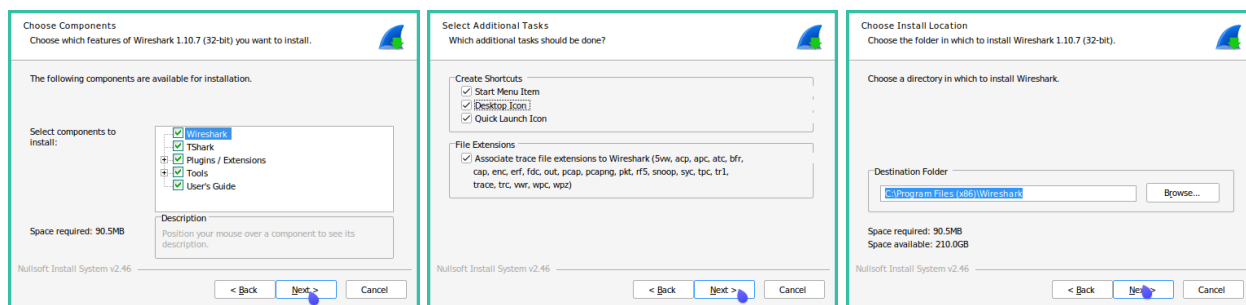 Choose Components
Choose which features of Wireshark 1.10.7 (32-bit) you want to install.
The following components are available for installation.
Select components to
install:
Wireshark
TShark
Plugins / Extensions
Tools
User's Guide
Space required: 90.5MB
Description
Position your mouse over a component to see its
description.
Nullsoft Install System v2.46
< Back
Next >
Cancel
Select Additional Tasks
Which additional tasks should be done?
Create Shortcuts
Start Menu Item
Desktop Icon
Quick Launch Icon
File Extensions
Associate trace file extensions to Wireshark (5vw, acp, apc, atc, bfr,
cap, enc, erf, fdc, out, pcap, pcapng, pkt, rf5, snoop, syc, tpc, tr1,
trace, trc, vwr, wpc, wpz)
Nullsoft Install System v2.46
< Back
Next >
Cancel
Choose Install Location
Choose the folder in which to install Wireshark 1.10.7 (32-bit).
Choose a directory in which to install Wireshark.
Destination Folder
C:\Program Files (x86)\Wireshark
Browse...
Space required: 90.5MB
Space available: 210.0GB
Nullsoft Install System v2.46
< Back
Next >
Cancel